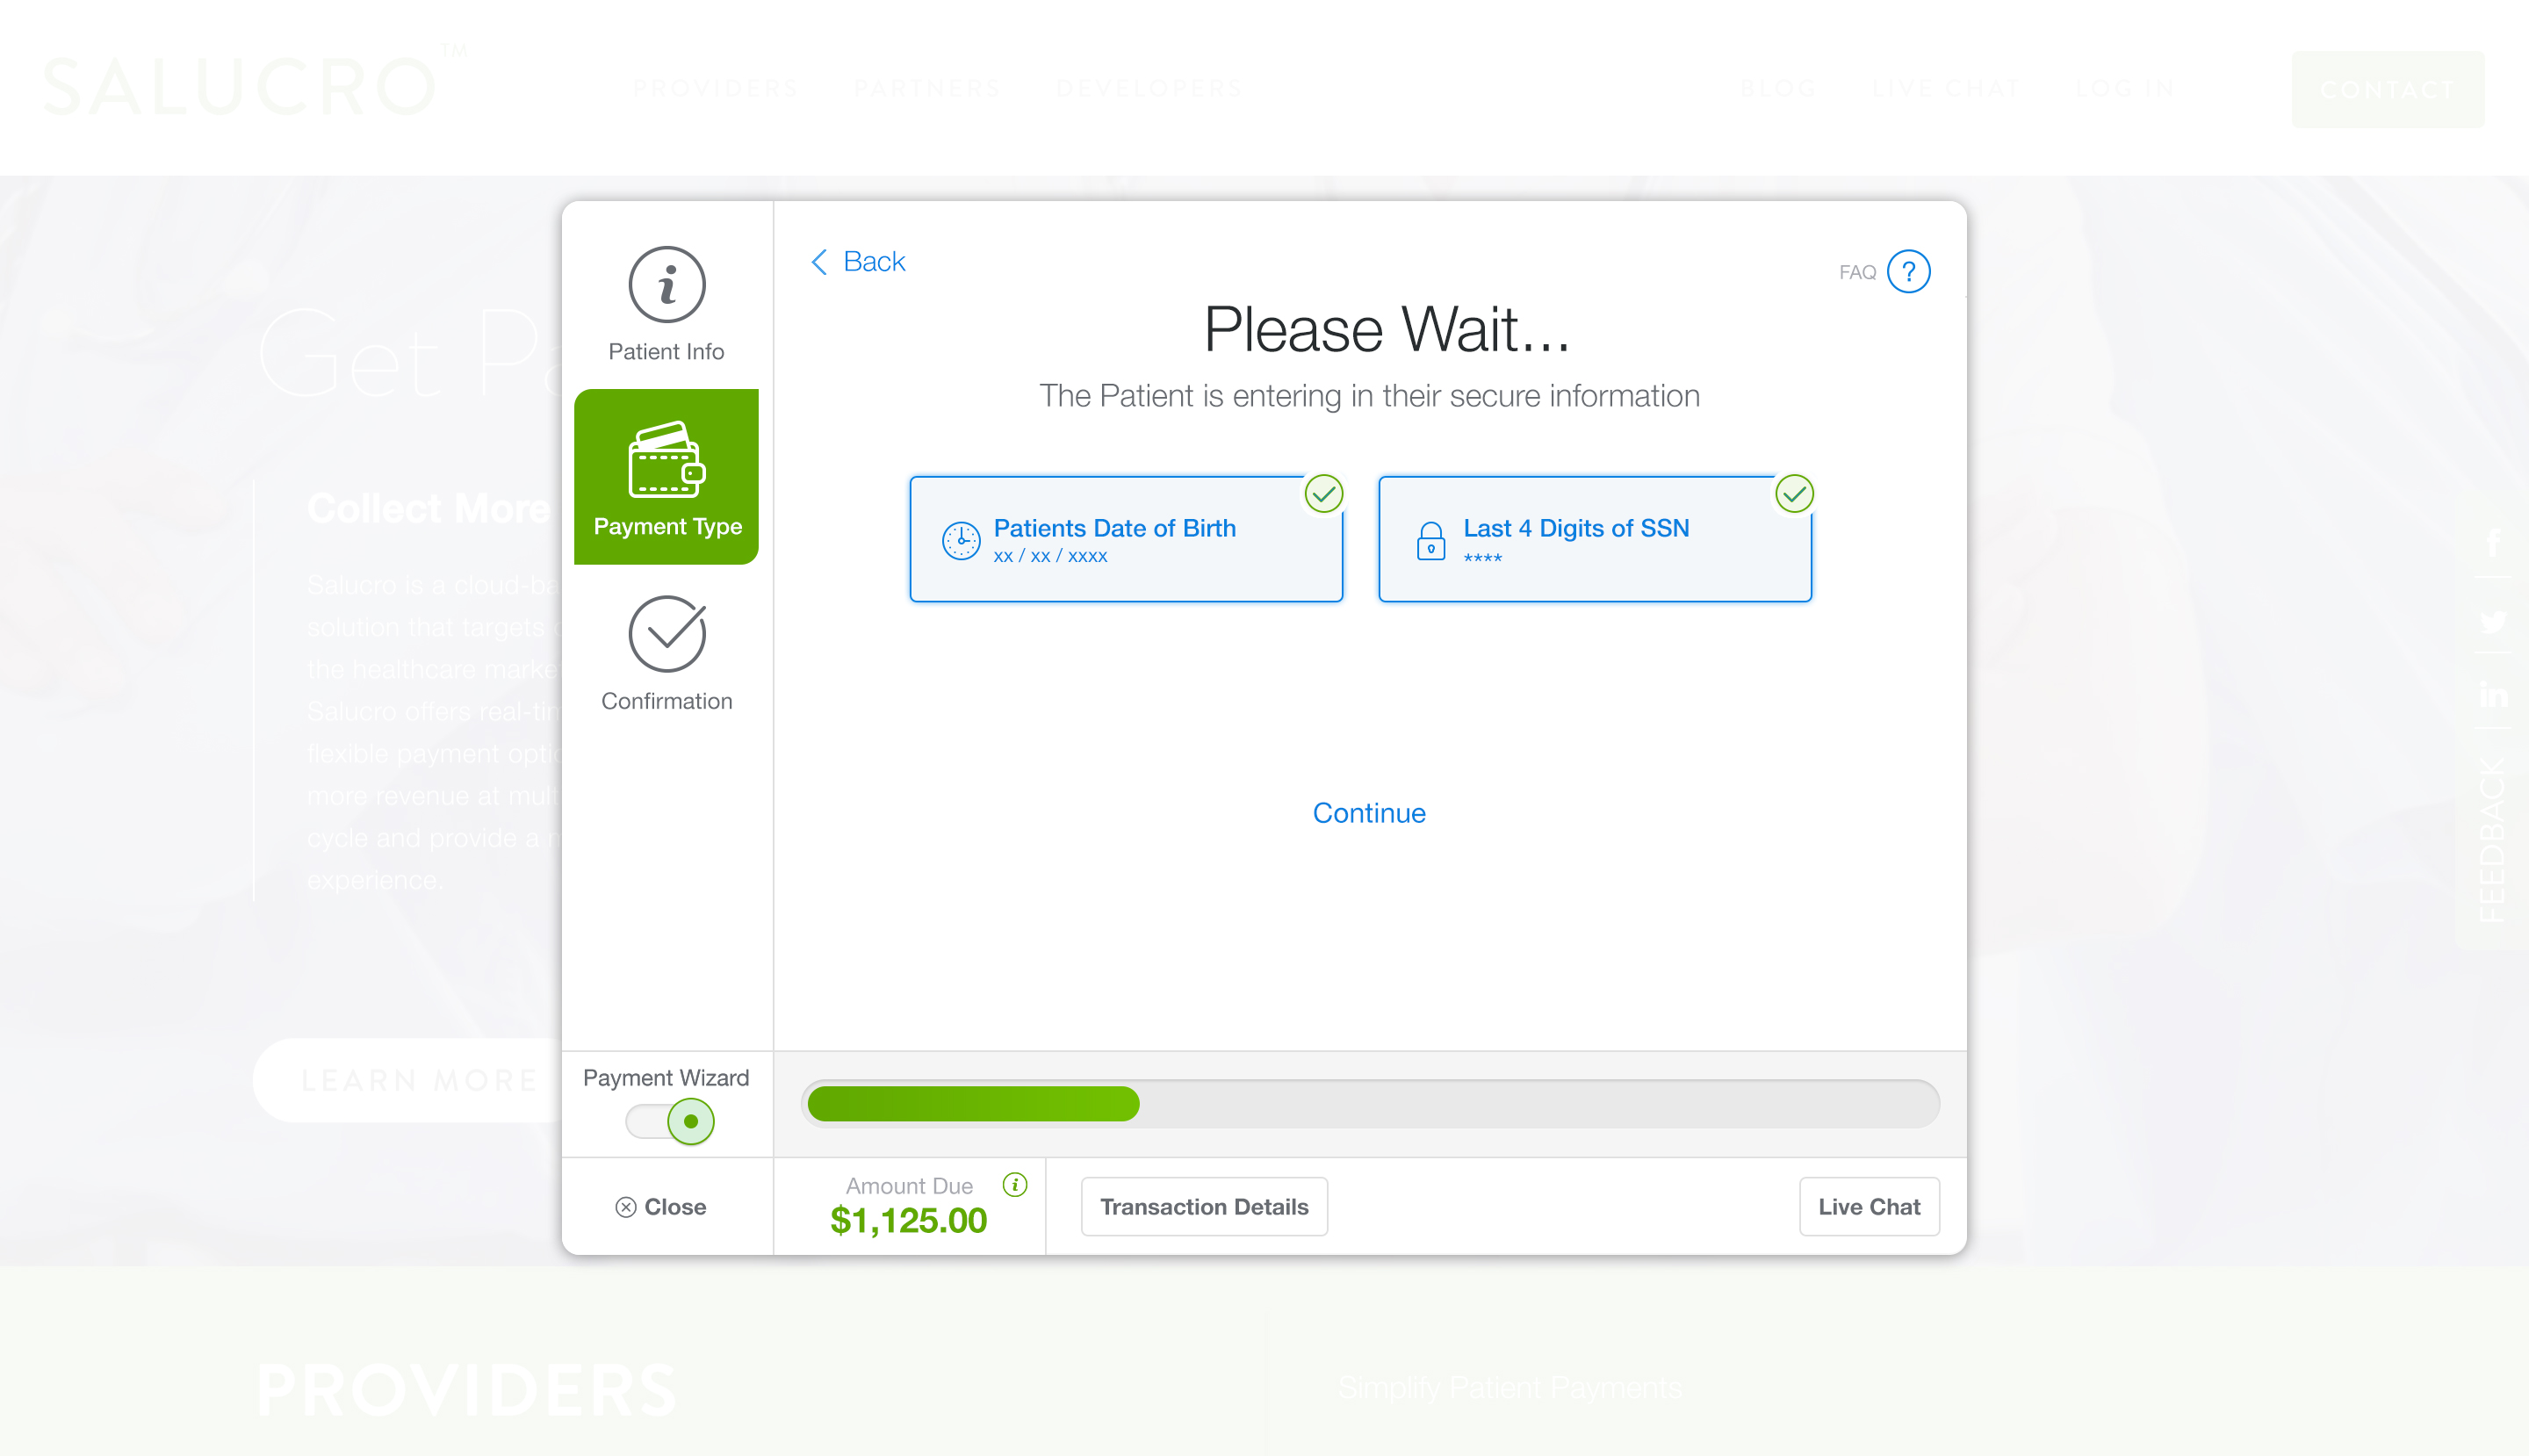 SALUCRO™
PROVIDERS PARTNERS DEVELOPERS BLOG LIVE CHAT LOG IN CONTACT
Get
Collect More
Salucro is a cloud-ba
solution that targets
the healthcare marke
Salucro offers real-tim
flexible payment optio
more revenue at mult
cycle and provide a
experience.
LEARN MORE
Patient Info
Payment Type
Confirmation
Back
FAQ ?
Please Wait...
The Patient is entering in their secure information
Patients Date of Birth
xx / xx / xxxx
Last 4 Digits of SSN
****
Continue
Payment Wizard
Close
Amount Due
$1,125.00
Transaction Details
Live Chat
FEEDBACK
PROVIDERS
Simplify Patient Payments